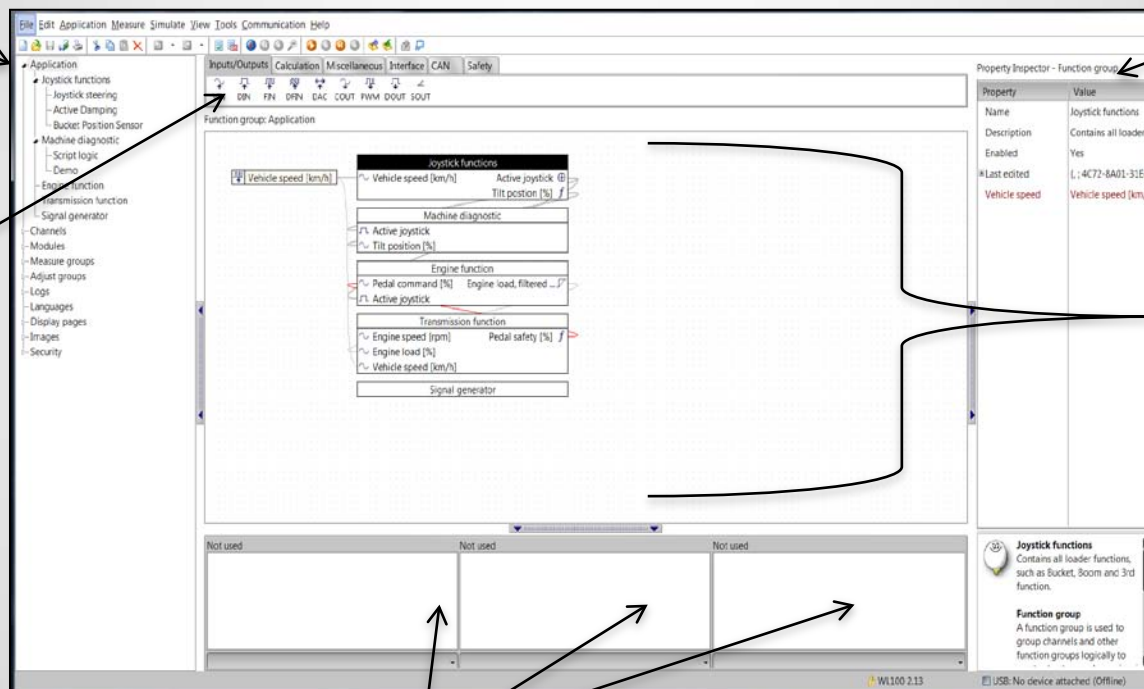 File Edit Application Measure Simulate View Tools Communication Help
Application
Joystick functions
Joystick steering
Active Damping
Bucket Position Sensor
Machine diagnostic
Script logic
Demo
Engine function
Transmission function
Signal generator
Channels
Modules
Measure groups
Adjust groups
Logs
Languages
Display pages
Images
Security
Inputs/Outputs Calculation Miscellaneous Interface CAN Safety
DIN FIN DFIN DAC COUT PWM DOUT SOUT
Function group: Application
Vehicle speed [km/h]
Joystick functions
Vehicle speed [km/h] Active joystick
Tilt postion [%]
Machine diagnostic
Active joystick
Tilt position [%]
Engine function
Pedal command [%] Engine load, filtered ...
Active joystick
Transmission function
Engine speed [rpm] Pedal safety [%]
Engine load [%]
Vehicle speed [km/h]
Signal generator
Not used Not used Not used
Property Inspector - Function group
Property Value
Name Joystick functions
Description Contains all loader
Enabled Yes
Last edited (, ; 4C72-8A01-31E
Vehicle speed Vehicle speed [km/
Joystick functions
Contains all loader functions,
such as Bucket, Boom and 3rd
function.
Function group
A function group is used to
group channels and other
function groups logically to
WL100 2.13 USB: No device attached (Offline)